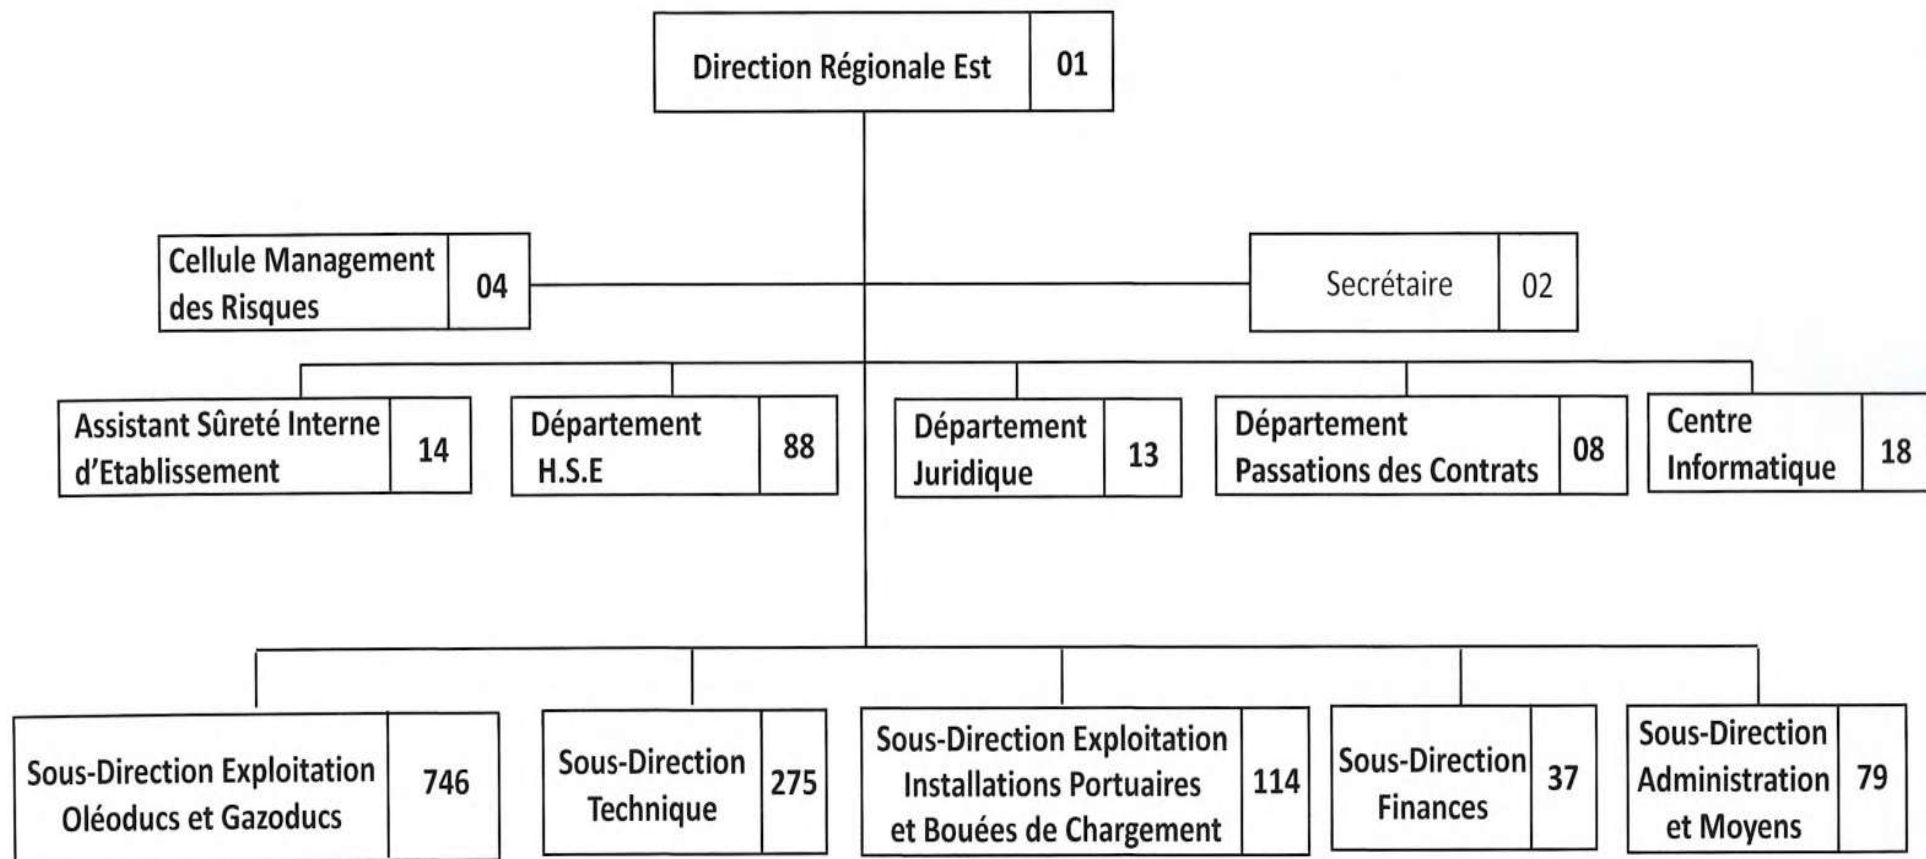 Direction Régionale Est 01
Cellule Management
des Risques
04
Secrétaire 02
Assistant Sûreté Interne
d'Etablissement
14
Département
H.S.E
88
Département
Juridique
13
Département
Passations des Contrats
08
Centre
Informatique
18
Sous-Direction Exploitation
Oléoducs et Gazoducs
746
Sous-Direction
Technique
275
Sous-Direction Exploitation
Installations Portuaires
et Bouées de Chargement
114
Sous-Direction
Finances
37
Sous-Direction
Administration
et Moyens
79